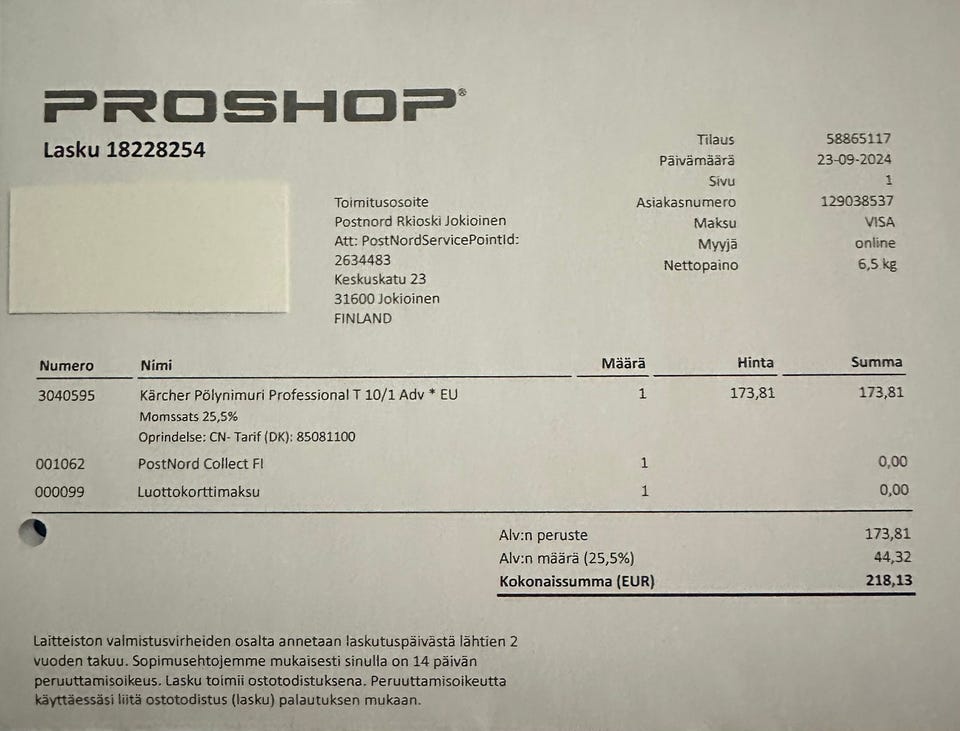 PROSHOP®
Lasku 18228254
Tilaus 58865117
Päivämäärä 23-09-2024
Sivu 1
Asiakasnumero 129038537
Maksu VISA
Myyjä online
Nettopaino 6,5 kg
Toimitusosoite
Postnord Rkioski Jokioinen
Att: PostNordServicePointId:
2634483
Keskuskatu 23
31600 Jokioinen
FINLAND
Numero Nimi Määrä Hinta Summa
3040595 Kärcher Pölynimuri Professional T 10/1 Adv * EU 1 173,81 173,81
Momssats 25,5%
Oprindelse: CN- Tarif (DK): 85081100
001062 PostNord Collect FI 1 0,00
000099 Luottokorttimaksu 1 0,00
Alv:n peruste 173,81
Alv:n määrä (25,5%) 44,32
Kokonaissumma (EUR) 218,13
Laitteiston valmistusvirheiden osalta annetaan laskutuspäivästä lähtien 2
vuoden takuu. Sopimusehtojemme mukaisesti sinulla on 14 päivän
peruuttamisoikeus. Lasku toimii ostotodistuksena. Peruuttamisoikeutta
käyttäessäsi liitä ostotodistus (lasku) palautuksen mukaan.